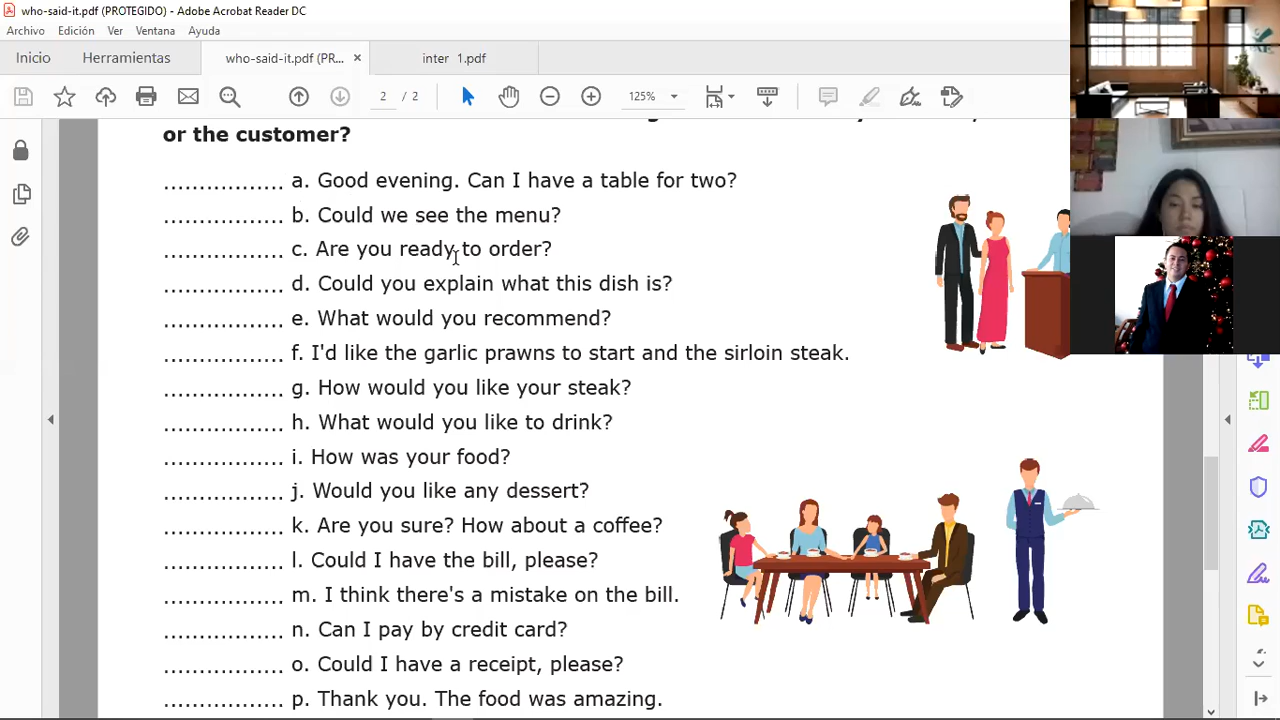 who-said-it.pdf (PROTEGIDO) - Adobe Acrobat Reader DC
Archivo Edición Ver Ventana Ayuda
Inicio Herramientas who-said-it.pdf (PR... × inter 1.pdf
2 125%
or the customer?
................. a. Good evening. Can I have a table for two?
................. b. Could we see the menu?
................. c. Are you ready to order?
................. d. Could you explain what this dish is?
................. e. What would you recommend?
................. f. I'd like the garlic prawns to start and the sirloin steak.
................. g. How would you like your steak?
................. h. What would you like to drink?
................. i. How was your food?
................. j. Would you like any dessert?
................. k. Are you sure? How about a coffee?
................. l. Could I have the bill, please?
................. m. I think there's a mistake on the bill.
................. n. Can I pay by credit card?
................. o. Could I have a receipt, please?
................. p. Thank you. The food was amazing.